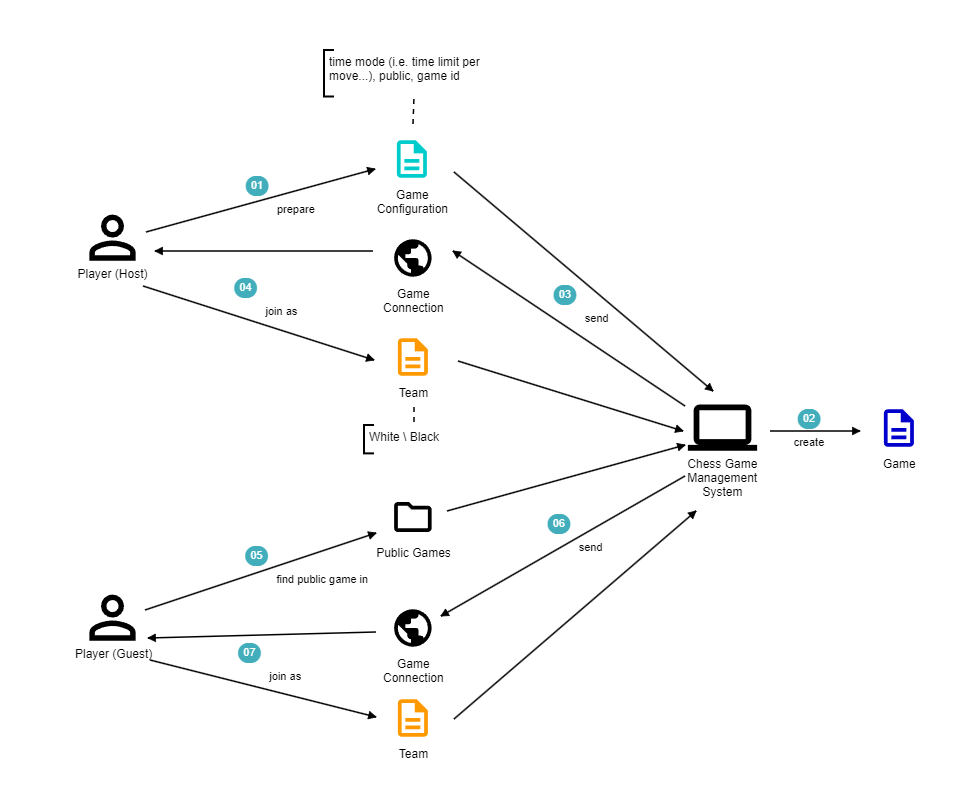 time mode (i.e. time limit per
move...), public, game id
01
prepare
Game
Configuration
Player (Host)
Game
Connection
04
join as
03
send
Team
White \ Black
02
create
Chess Game
Management
System
Game
Public Games
05
find public game in
06
send
Player (Guest)
Game
Connection
07
join as
Team